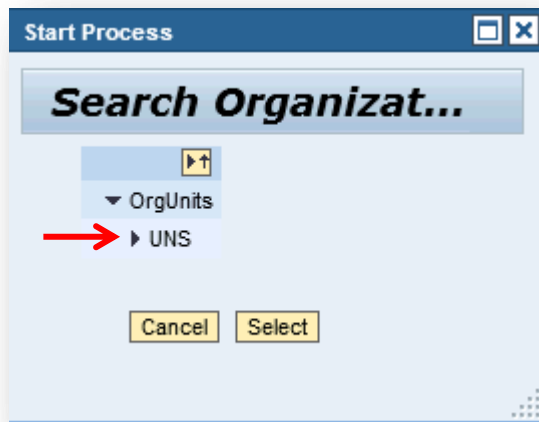 Start Process
Search Organizat...
OrgUnits
UNS
Cancel Select